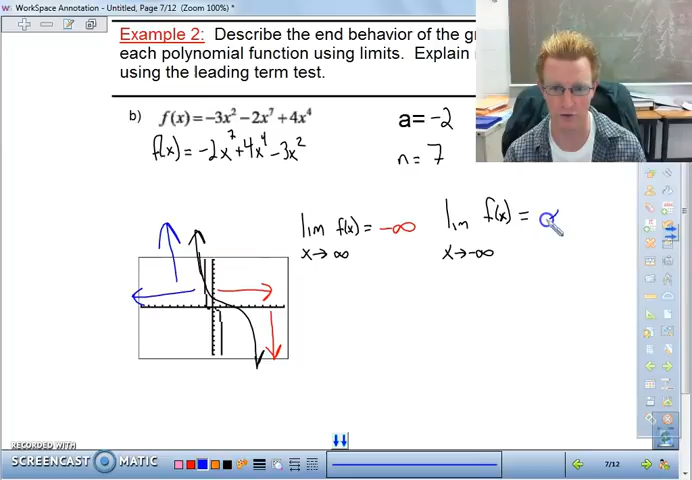 WorkSpace Annotation - Untitled, Page 7/12 (Zoom 100%)
Example 2: Describe the end behavior of the g
each polynomial function using limits. Explain
using the leading term test.
b) f(x)=−3x²−2x⁷+4x⁴
a=-2
f(x) = -2x⁷+4x⁴-3x²
n = 7
lim f(x) = -∞
x→∞
lim f(x) =
x→-∞
RECORDED WITH
SCREENCAST MATIC
7/12